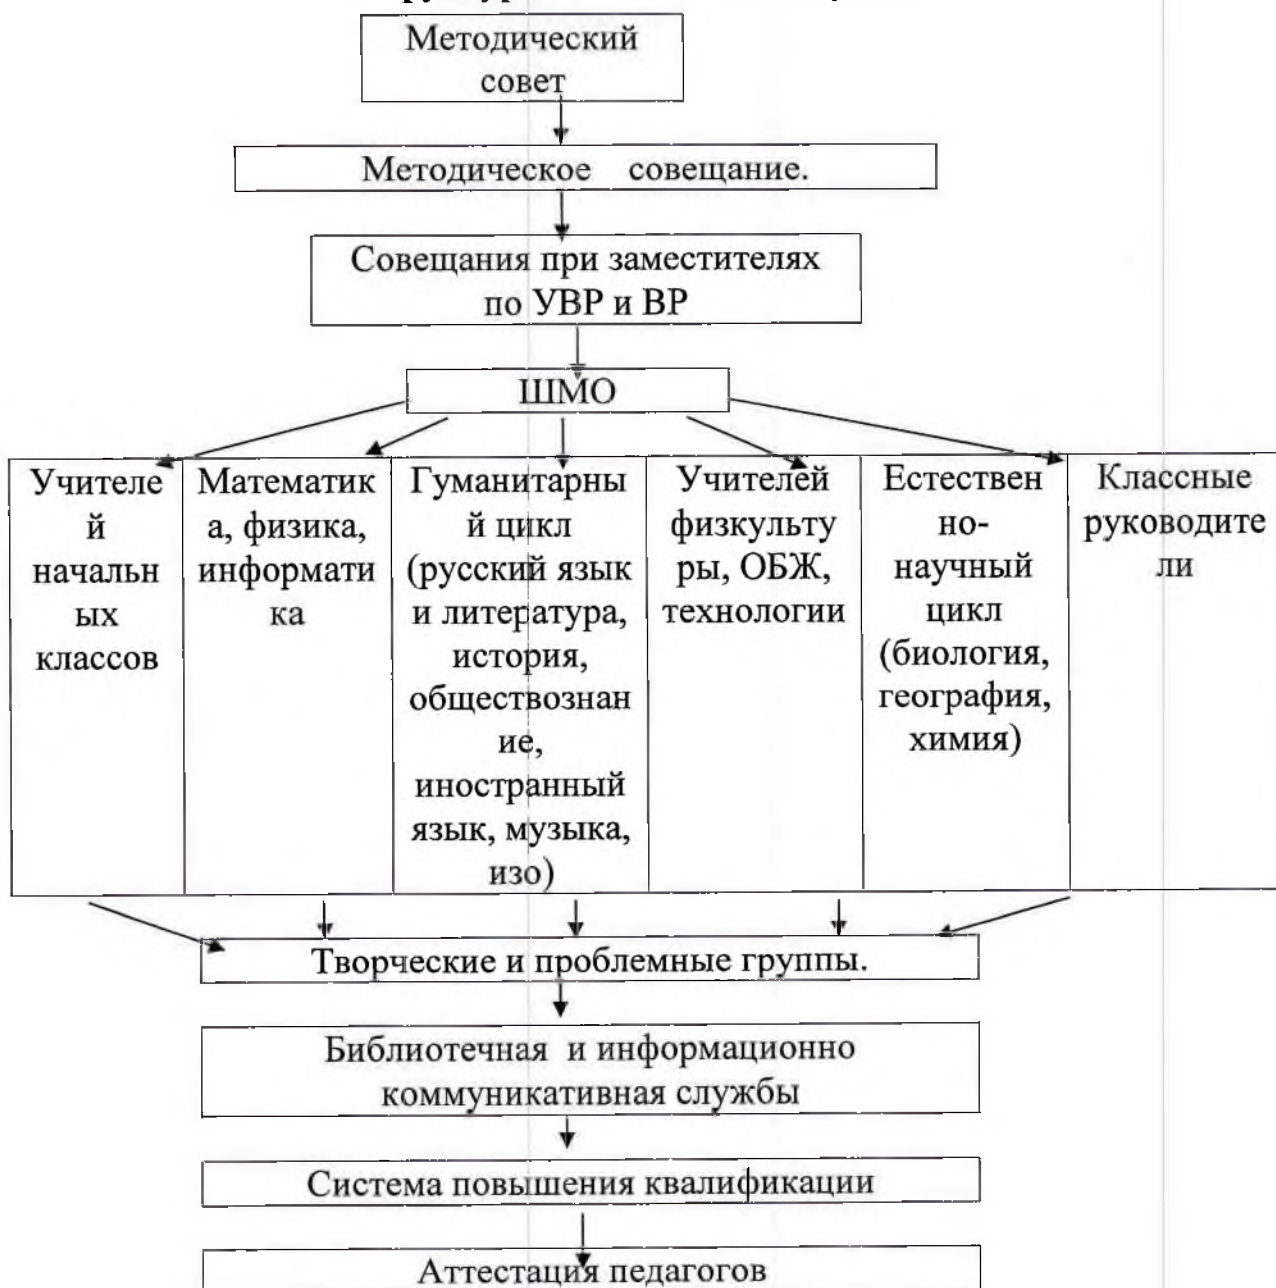 Методический
совет
Методическое совещание.
Совещания при заместителях
по УВР и ВР
ШМО
Учителе
й
начальн
ых
классов
Математик
а, физика,
информати
ка
Гуманитарны
й цикл
(русский язык
и литература,
история,
обществознан
ие,
иностранный
язык, музыка,
изо)
Учителей
физкульту
ры, ОБЖ,
технологии
Естествен
но-
научный
цикл
(биология,
география,
химия)
Классные
руководите
ли
Творческие и проблемные группы.
Библиотечная и информационно
коммуникативная службы
Система повышения квалификации
Аттестация педагогов